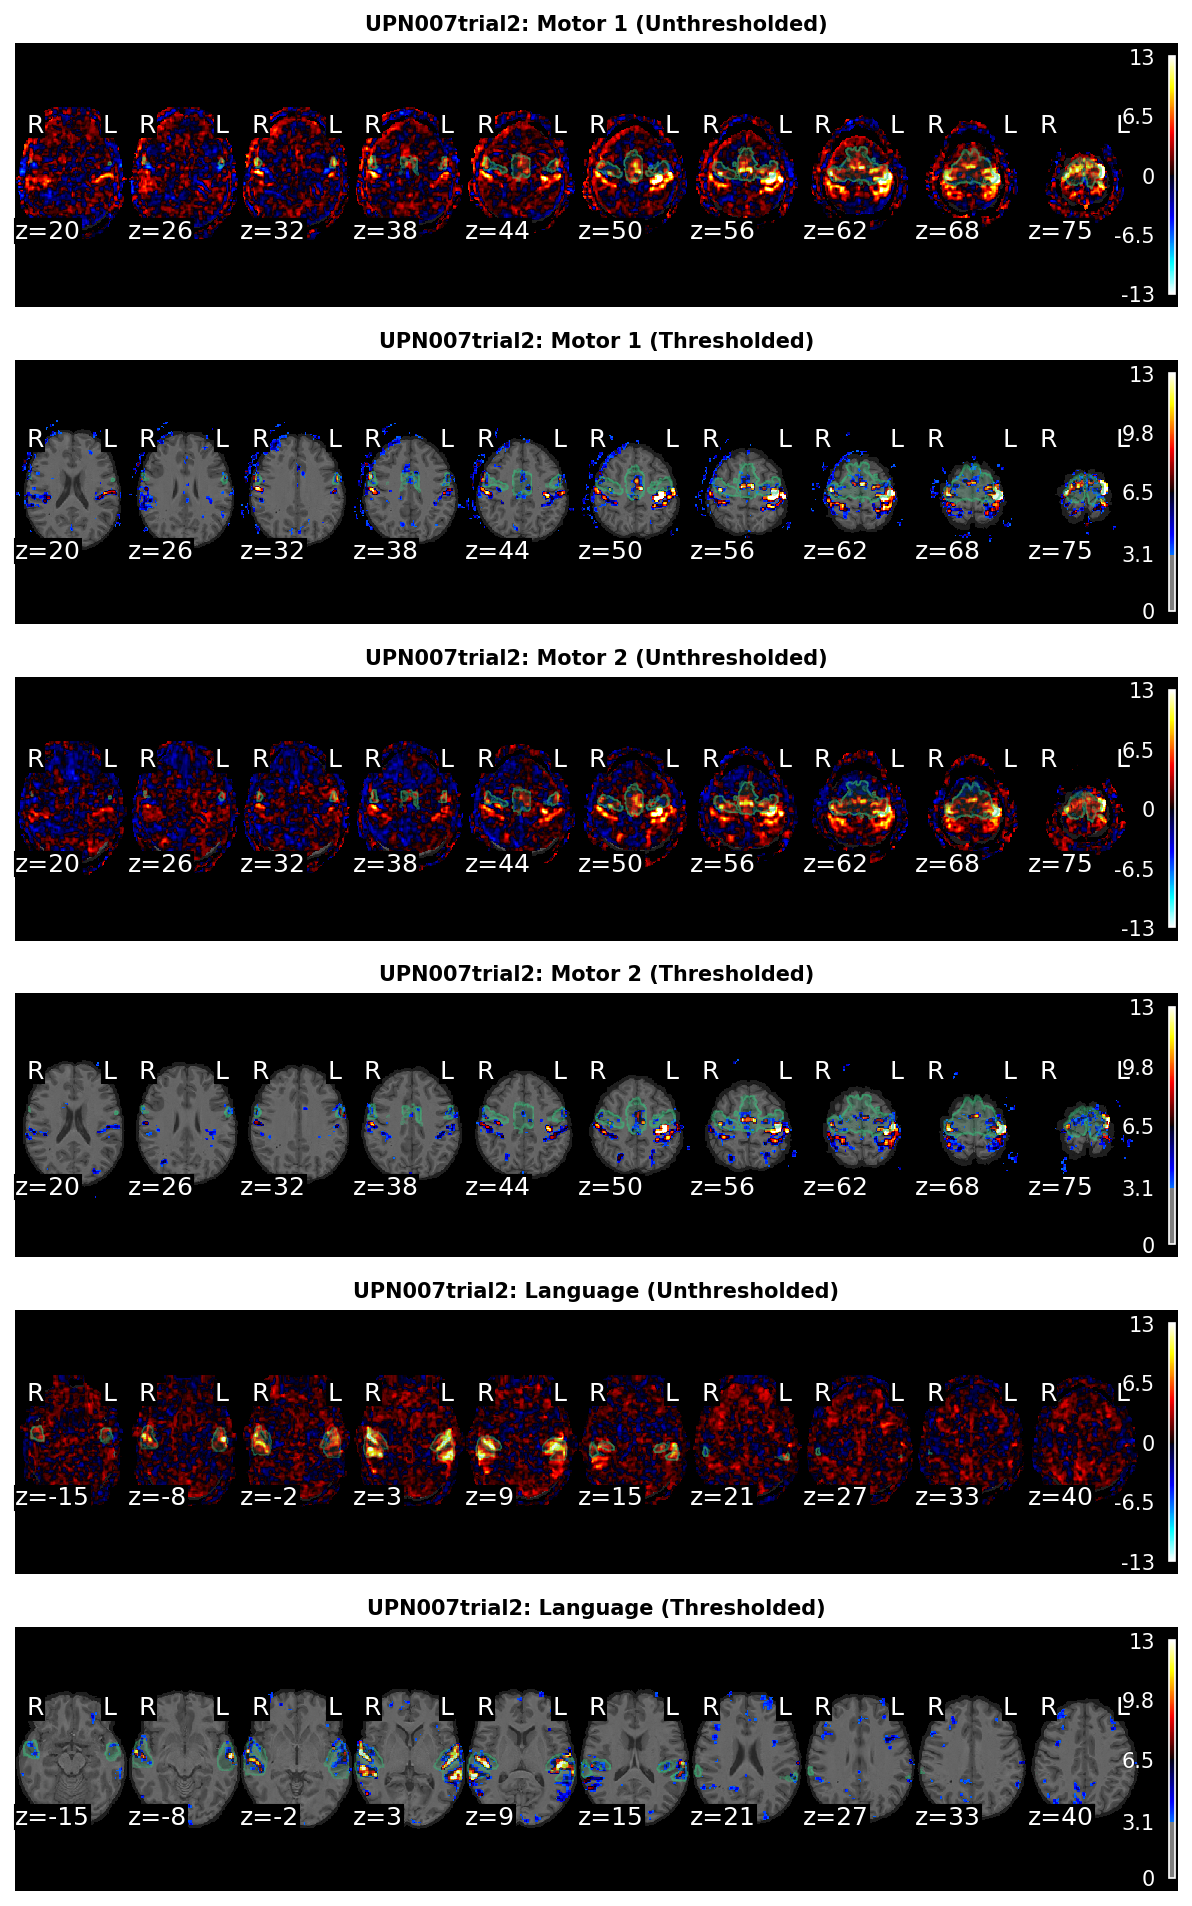 UPN007trial2: Motor 1 (Unthresholded)
R L R L R L R L R L R L R L R L R L R L
z=20 z=26 z=32 z=38 z=44 z=50 z=56 z=62 z=68 z=75
13
6.5
0
-6.5
-13
UPN007trial2: Motor 1 (Thresholded)
R L R L R L R L R L R L R L R L R L R L
z=20 z=26 z=32 z=38 z=44 z=50 z=56 z=62 z=68 z=75
13
9.8
6.5
3.1
0
UPN007trial2: Motor 2 (Unthresholded)
R L R L R L R L R L R L R L R L R L R L
z=20 z=26 z=32 z=38 z=44 z=50 z=56 z=62 z=68 z=75
13
6.5
0
-6.5
-13
UPN007trial2: Motor 2 (Thresholded)
R L R L R L R L R L R L R L R L R L R L
z=20 z=26 z=32 z=38 z=44 z=50 z=56 z=62 z=68 z=75
13
9.8
6.5
3.1
0
UPN007trial2: Language (Unthresholded)
R L R L R L R L R L R L R L R L R L R L
z=-15 z=-8 z=-2 z=3 z=9 z=15 z=21 z=27 z=33 z=40
13
6.5
0
-6.5
-13
UPN007trial2: Language (Thresholded)
R L R L R L R L R L R L R L R L R L R L
z=-15 z=-8 z=-2 z=3 z=9 z=15 z=21 z=27 z=33 z=40
13
9.8
6.5
3.1
0